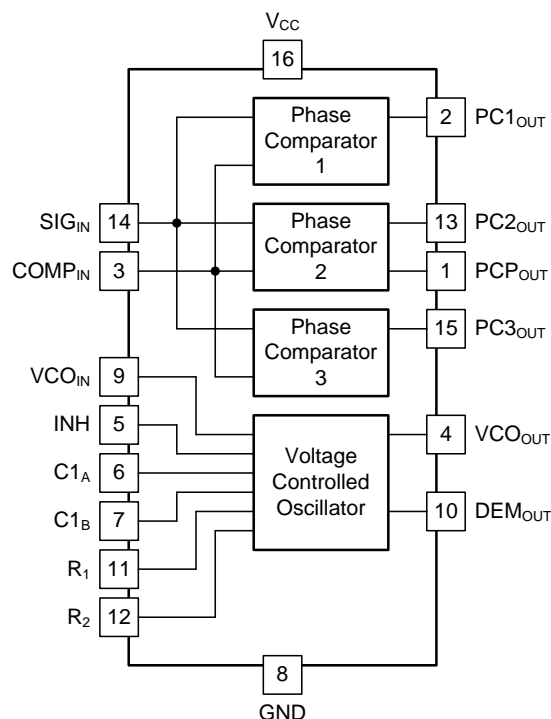 VCC
16
Phase
Comparator
1
2
PC1OUT
SIGIN
14
Phase
Comparator
2
13
PC2OUT
COMPIN
3
1
PCPOUT
Phase
Comparator
3
15
PC3OUT
VCOIN
9
INH
5
Voltage
Controlled
Oscillator
4
VCOOUT
C1A
6
C1B
7
10
DEMOUT
R1
11
R2
12
8
GND